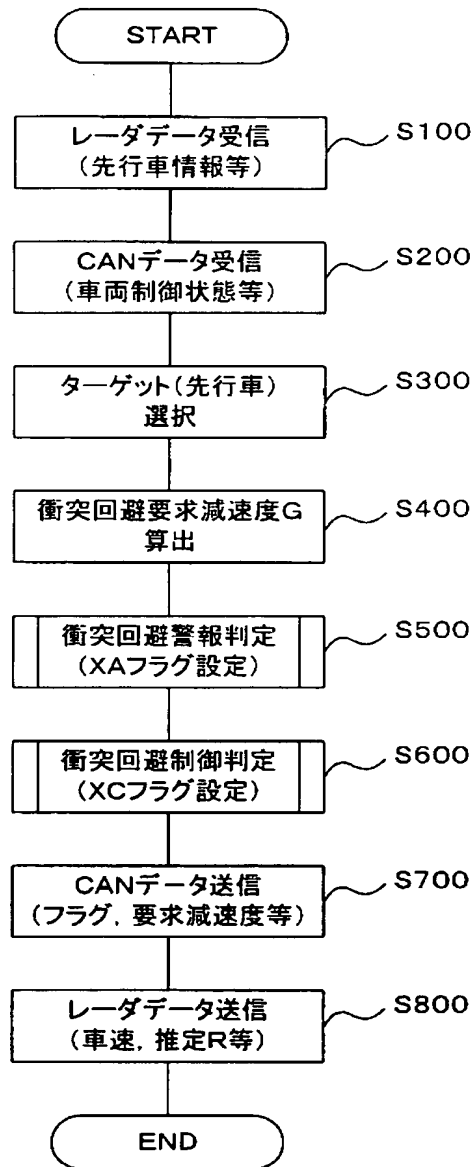 START
レーダデータ受信
(先行車情報等)
S100
CANデータ受信
(車両制御状態等)
S200
ターゲット(先行車)
選択
S300
衝突回避要求減速度G
算出
S400
衝突回避警報判定
(XAフラグ設定)
S500
衝突回避制御判定
(XCフラグ設定)
S600
CANデータ送信
(フラグ, 要求減速度等)
S700
レーダデータ送信
(車速, 推定R等)
S800
END